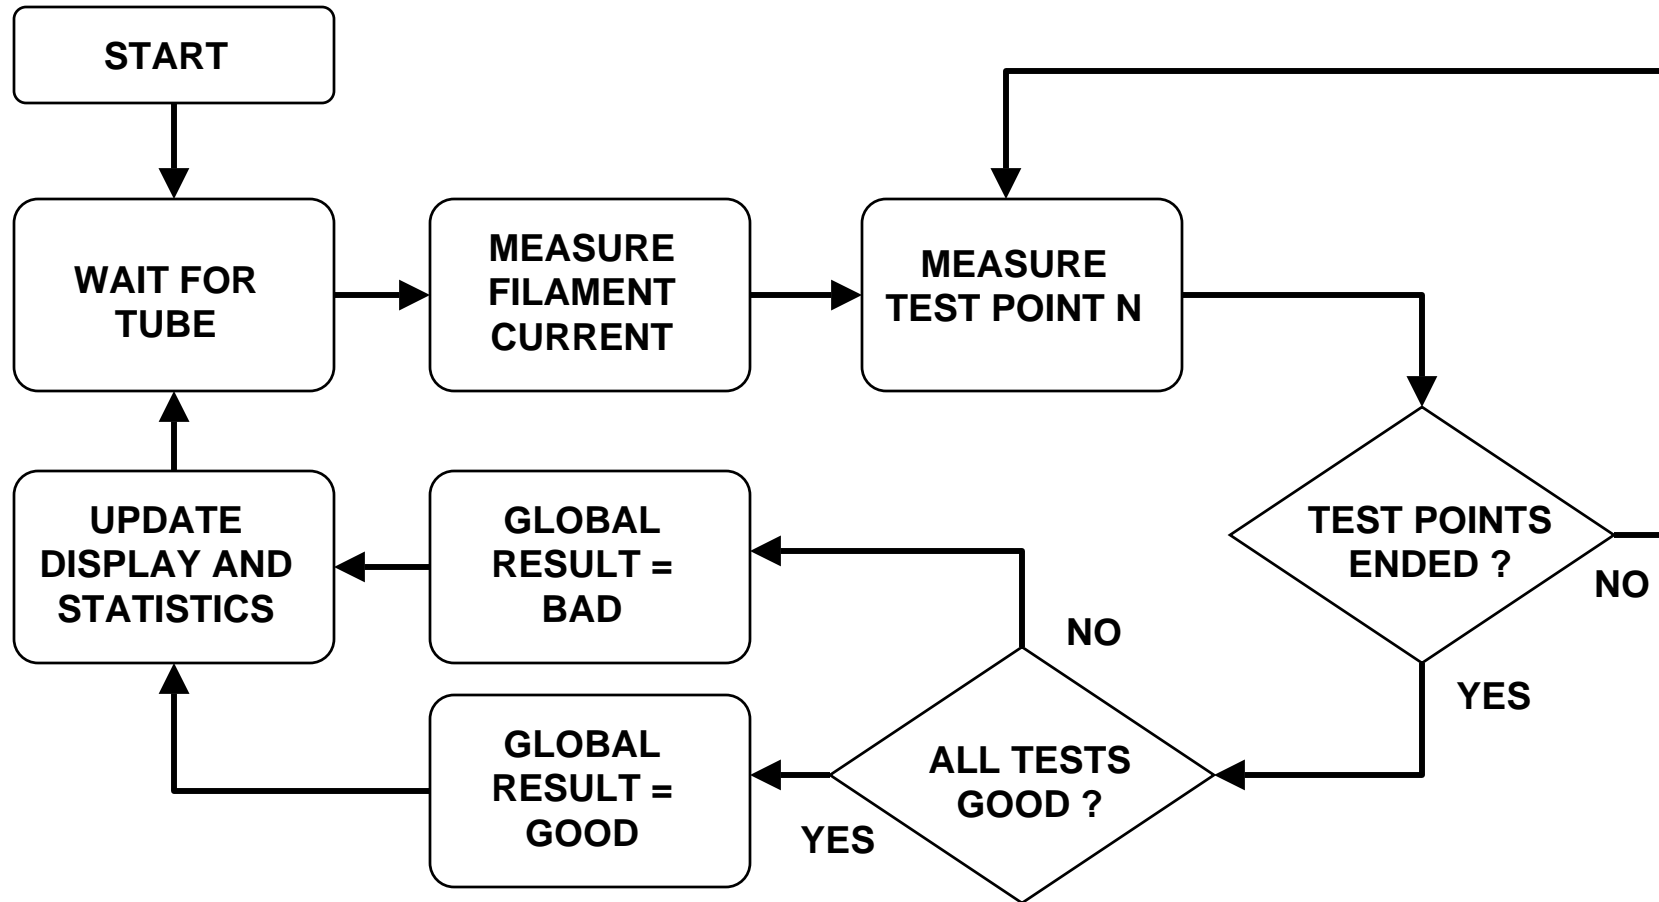 START
WAIT FOR
TUBE
MEASURE
FILAMENT
CURRENT
MEASURE
TEST POINT N
TEST POINTS
ENDED ?
NO
YES
ALL TESTS
GOOD ?
NO
YES
GLOBAL
RESULT =
BAD
GLOBAL
RESULT =
GOOD
UPDATE
DISPLAY AND
STATISTICS